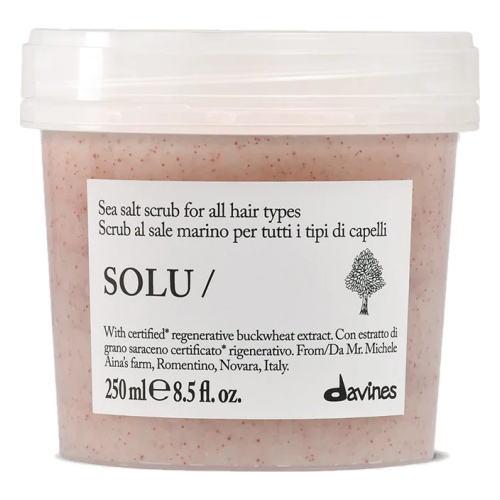 Sea salt scrub for all hair types
Scrub al sale marino per tutti i tipi di capelli
SOLU /
With certified* regenerative buckwheat extract. Con estratto di
grano saraceno certificato* rigenerativo. From/Da Mr. Michele
Aina's farm, Romentino, Novara, Italy.
250 ml ℮ 8.5 fl. oz.
davines